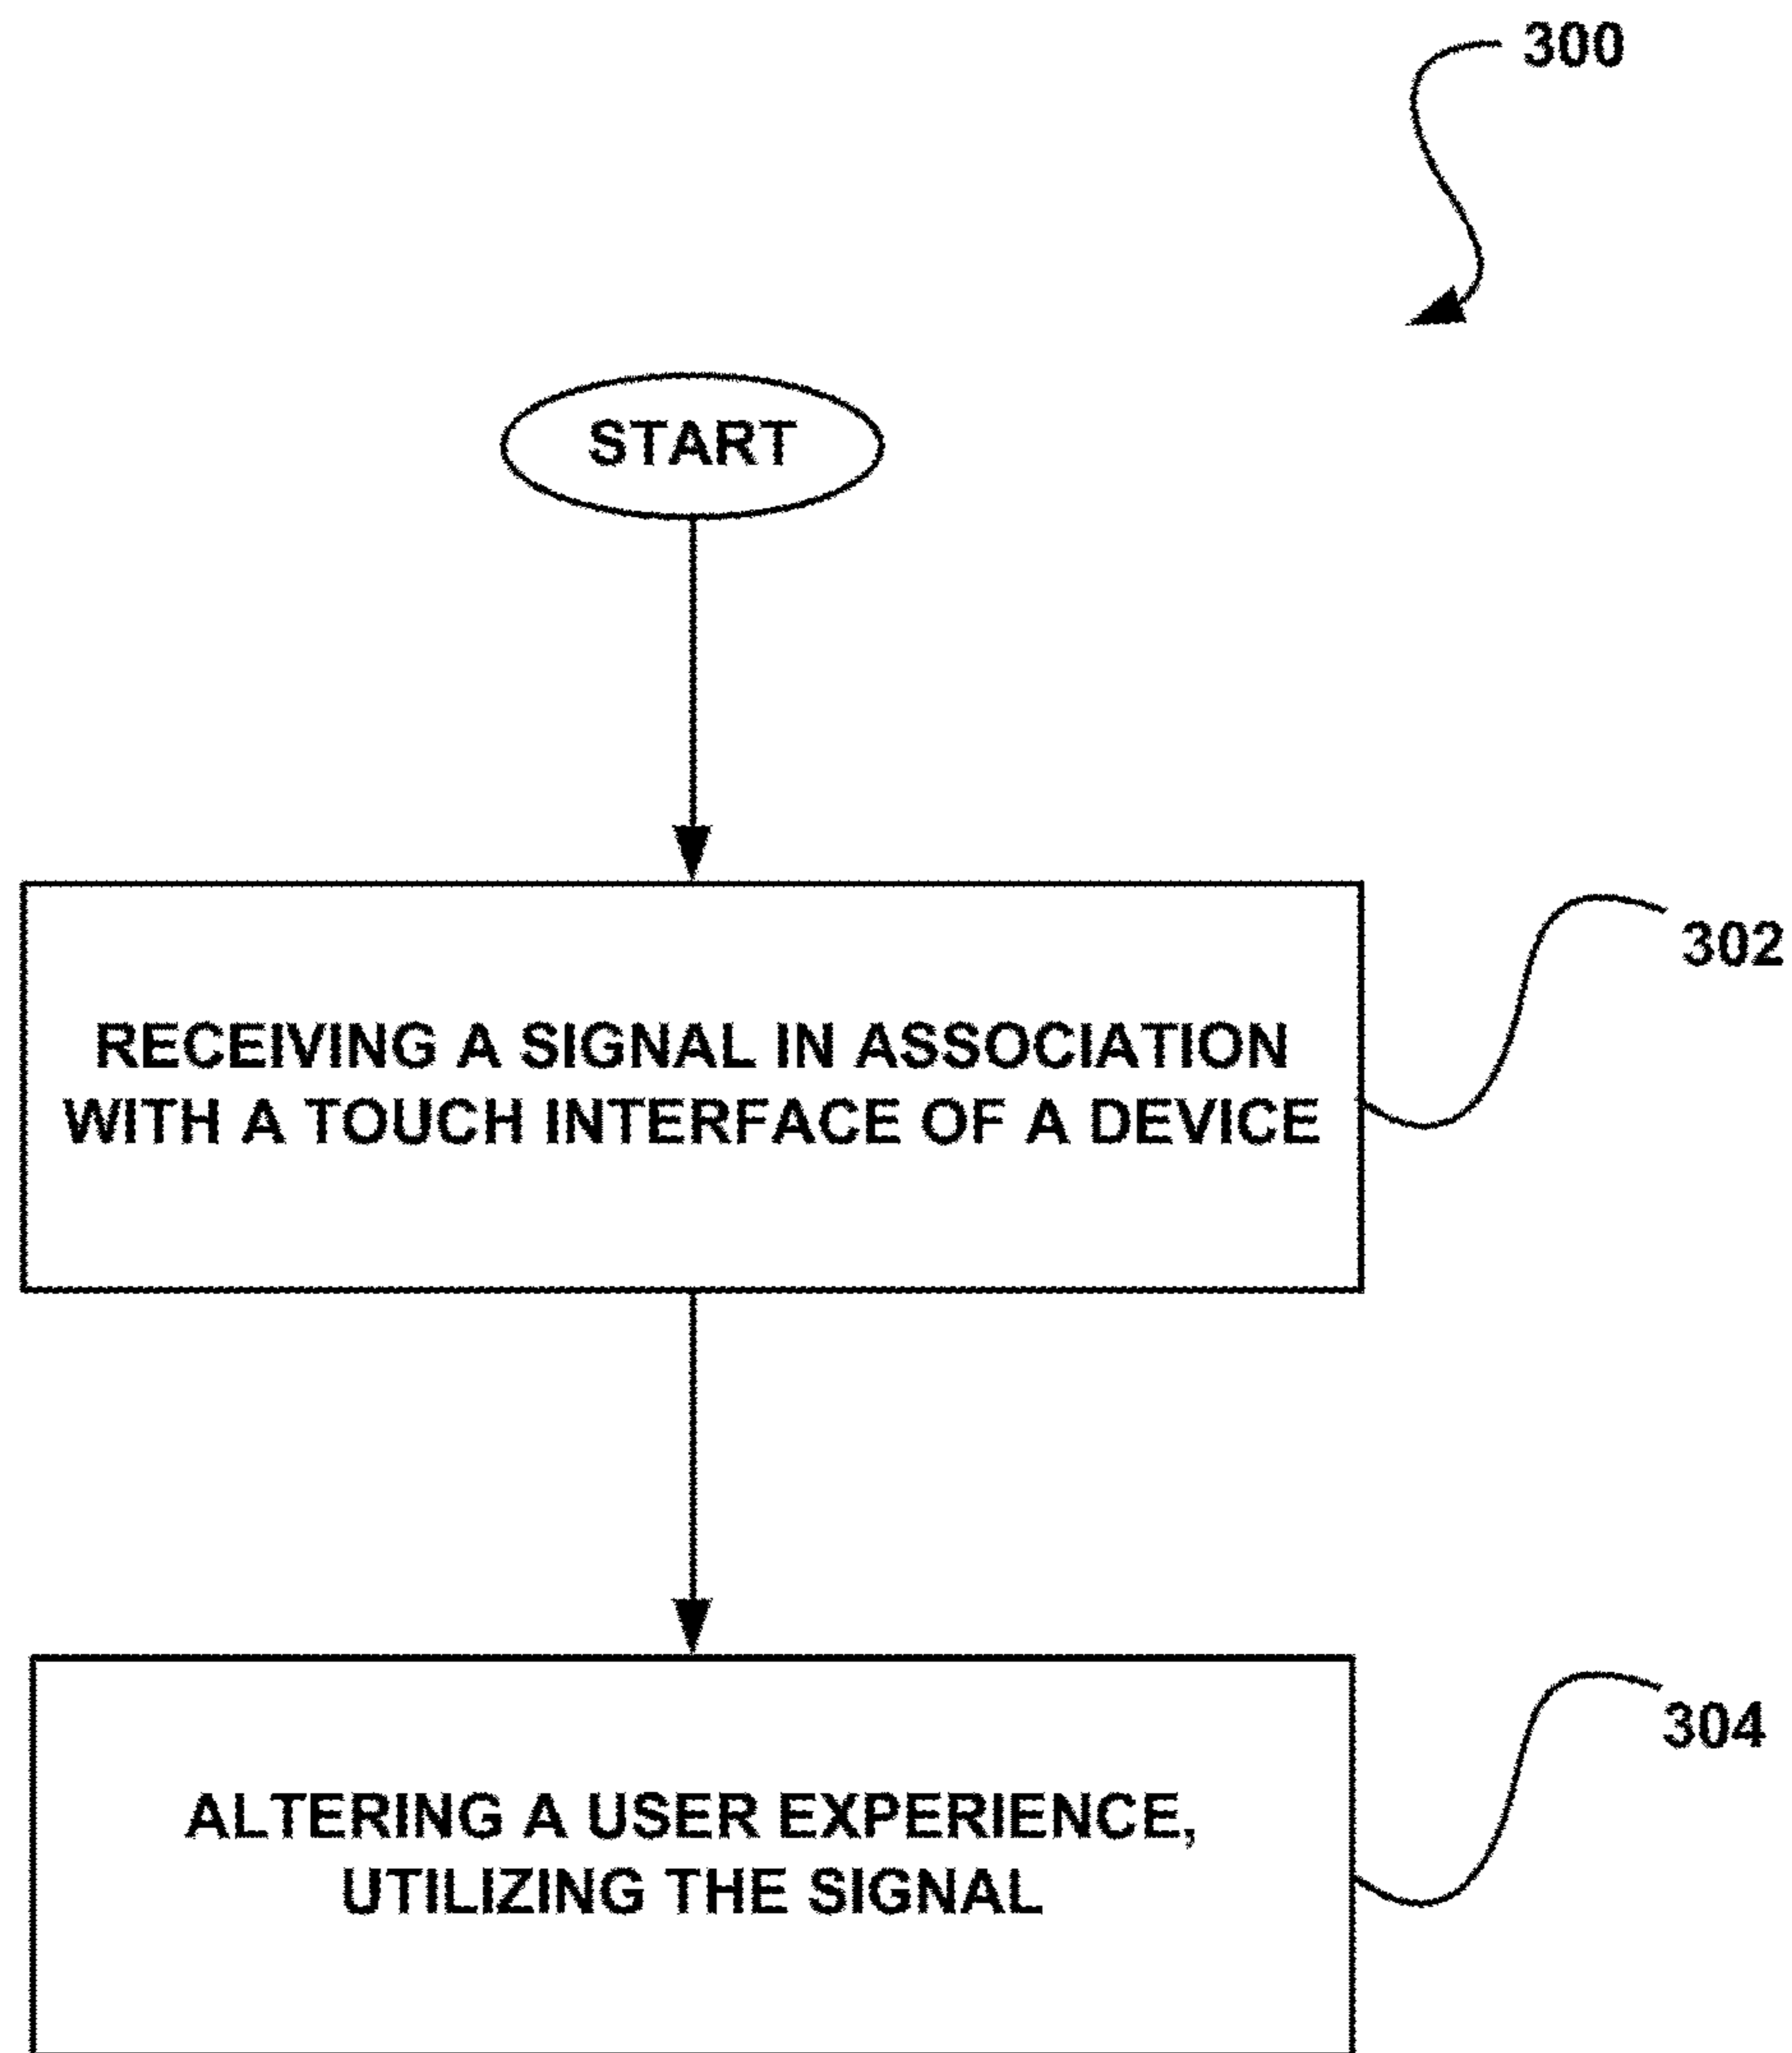 300
START
302
RECEIVING A SIGNAL IN ASSOCIATION
WITH A TOUCH INTERFACE OF A DEVICE
304
ALTERING A USER EXPERIENCE,
UTILIZING THE SIGNAL